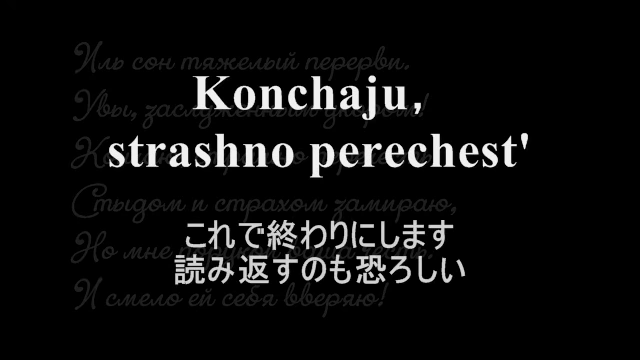 Иль сон тяжелый перерви.
Konchaju,
Увы, заслуженным укором!
strashno perechest'
Стыдом и страхом замираю,
これで終わりにします
Но мне
読み返すのも恐ろしい
И смело ей себя вверяю!